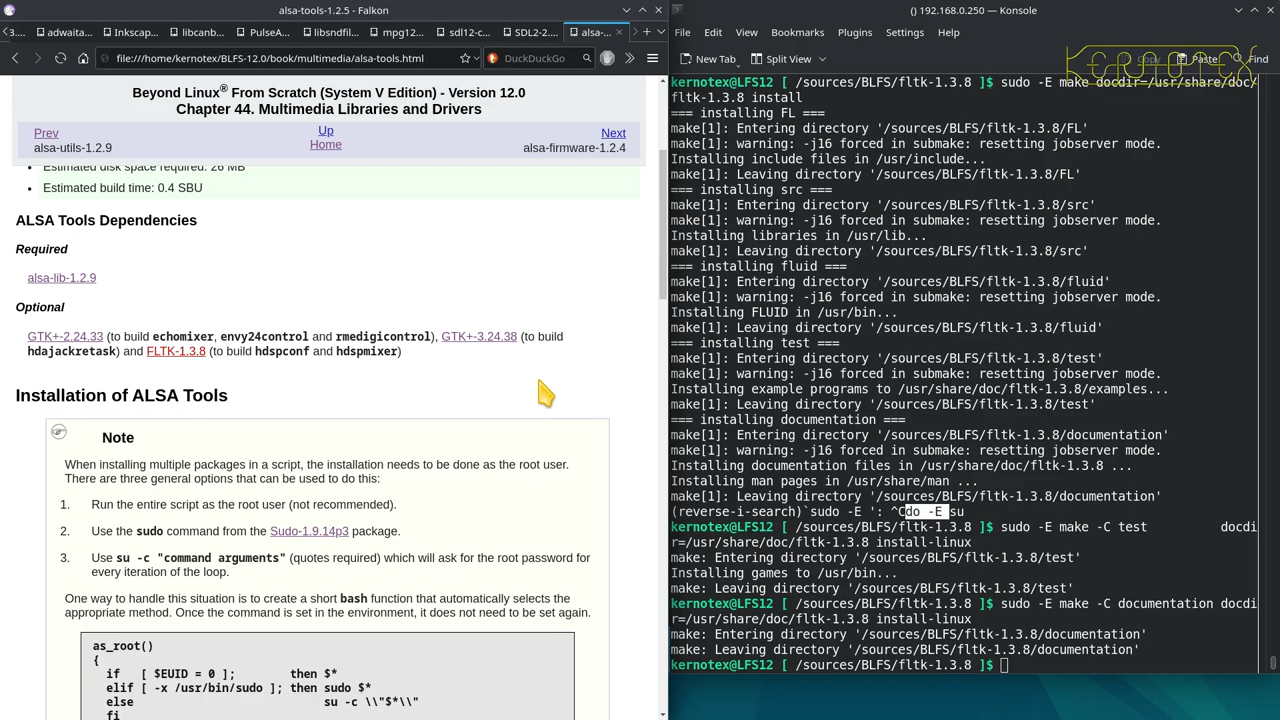 alsa-tools-1.2.5 - Falkon
3.... adwaita... Inkscap... libcanb... PulseA... libsndfil... mpg12... sdl12-c... SDL2-2.... alsa-...
file:///home/kernotex/BLFS-12.0/book/multimedia/alsa-tools.html DuckDuckGo
Beyond Linux® From Scratch (System V Edition) - Version 12.0
Chapter 44. Multimedia Libraries and Drivers
Prev Up Next
alsa-utils-1.2.9 Home alsa-firmware-1.2.4
Estimated disk space required: 26 MB
Estimated build time: 0.4 SBU
ALSA Tools Dependencies
Required
alsa-lib-1.2.9
Optional
GTK+-2.24.33 (to build echomixer, envy24control and rmedigicontrol), GTK+-3.24.38 (to build
hdajackretask) and FLTK-1.3.8 (to build hdspconf and hdspmixer)
Installation of ALSA Tools
Note
When installing multiple packages in a script, the installation needs to be done as the root user.
There are three general options that can be used to do this:
1. Run the entire script as the root user (not recommended).
2. Use the sudo command from the Sudo-1.9.14p3 package.
3. Use su -c "command arguments" (quotes required) which will ask for the root password for
every iteration of the loop.
One way to handle this situation is to create a short bash function that automatically selects the
appropriate method. Once the command is set in the environment, it does not need to be set again.
as_root()
{
if [ $EUID = 0 ]; then $*
elif [ -x /usr/bin/sudo ]; then sudo $*
else su -c \\"$*\\"
fi
() 192.168.0.250 — Konsole
File Edit View Bookmarks Plugins Settings Help
New Tab Split View Copy Paste Find
Kernotex
kernotex@LFS12 [ /sources/BLFS/fltk-1.3.8 ]$ sudo -E make docdir=/usr/share/doc/
fltk-1.3.8 install
=== installing FL ===
make[1]: Entering directory '/sources/BLFS/fltk-1.3.8/FL'
make[1]: warning: -j16 forced in submake: resetting jobserver mode.
Installing include files in /usr/include...
make[1]: Leaving directory '/sources/BLFS/fltk-1.3.8/FL'
=== installing src ===
make[1]: Entering directory '/sources/BLFS/fltk-1.3.8/src'
make[1]: warning: -j16 forced in submake: resetting jobserver mode.
Installing libraries in /usr/lib...
make[1]: Leaving directory '/sources/BLFS/fltk-1.3.8/src'
=== installing fluid ===
make[1]: Entering directory '/sources/BLFS/fltk-1.3.8/fluid'
make[1]: warning: -j16 forced in submake: resetting jobserver mode.
Installing FLUID in /usr/bin...
make[1]: Leaving directory '/sources/BLFS/fltk-1.3.8/fluid'
=== installing test ===
make[1]: Entering directory '/sources/BLFS/fltk-1.3.8/test'
make[1]: warning: -j16 forced in submake: resetting jobserver mode.
Installing example programs to /usr/share/doc/fltk-1.3.8/examples...
make[1]: Leaving directory '/sources/BLFS/fltk-1.3.8/test'
=== installing documentation ===
make[1]: Entering directory '/sources/BLFS/fltk-1.3.8/documentation'
make[1]: warning: -j16 forced in submake: resetting jobserver mode.
Installing documentation files in /usr/share/doc/fltk-1.3.8 ...
Installing man pages in /usr/share/man ...
make[1]: Leaving directory '/sources/BLFS/fltk-1.3.8/documentation'
(reverse-i-search)`sudo -E ': ^Cdo -E su
kernotex@LFS12 [ /sources/BLFS/fltk-1.3.8 ]$ sudo -E make -C test docdi
r=/usr/share/doc/fltk-1.3.8 install-linux
make: Entering directory '/sources/BLFS/fltk-1.3.8/test'
Installing games to /usr/bin...
make: Leaving directory '/sources/BLFS/fltk-1.3.8/test'
kernotex@LFS12 [ /sources/BLFS/fltk-1.3.8 ]$ sudo -E make -C documentation docdi
r=/usr/share/doc/fltk-1.3.8 install-linux
make: Entering directory '/sources/BLFS/fltk-1.3.8/documentation'
make: Leaving directory '/sources/BLFS/fltk-1.3.8/documentation'
kernotex@LFS12 [ /sources/BLFS/fltk-1.3.8 ]$